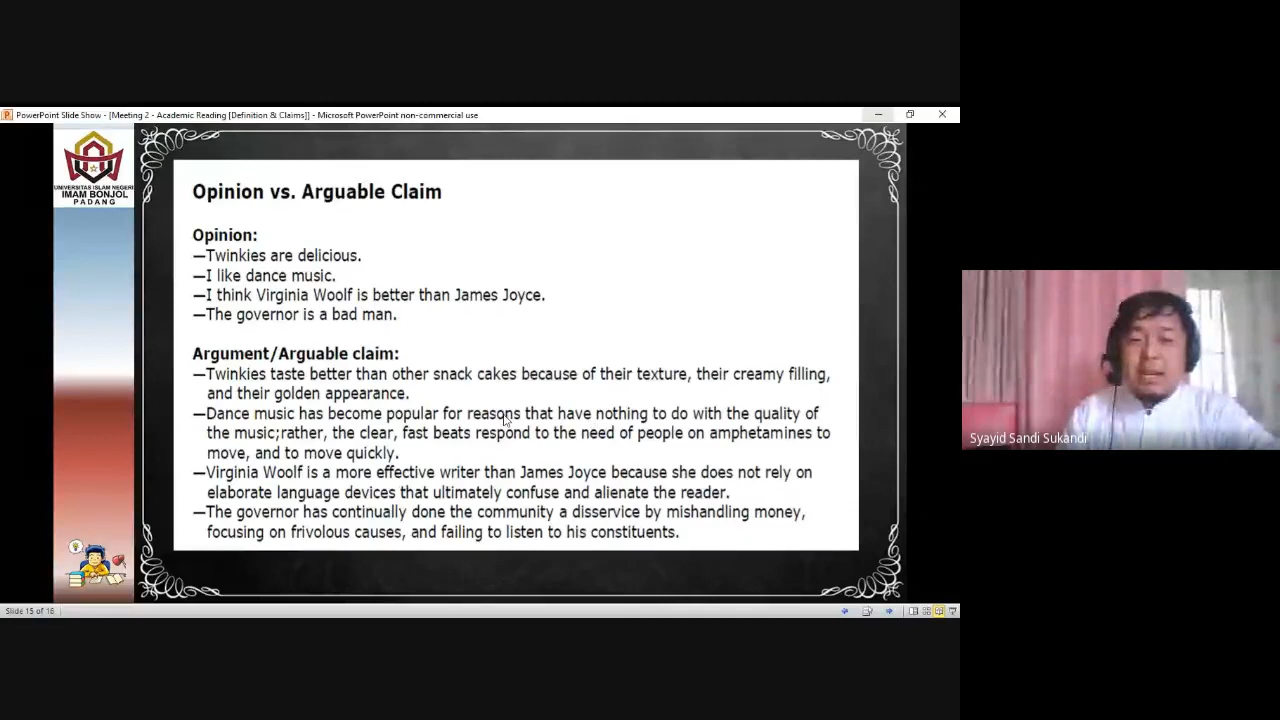 PowerPoint Slide Show - [Meeting 2 - Academic Reading [Definition & Claims]] - Microsoft PowerPoint non-commercial use
UNIVERSITAS ISLAM NEGERI
IMAM BONJOL
PADANG
Opinion vs. Arguable Claim
Opinion:
—Twinkies are delicious.
—I like dance music.
—I think Virginia Woolf is better than James Joyce.
—The governor is a bad man.
Argument/Arguable claim:
—Twinkies taste better than other snack cakes because of their texture, their creamy filling,
and their golden appearance.
—Dance music has become popular for reasons that have nothing to do with the quality of
the music;rather, the clear, fast beats respond to the need of people on amphetamines to
move, and to move quickly.
—Virginia Woolf is a more effective writer than James Joyce because she does not rely on
elaborate language devices that ultimately confuse and alienate the reader.
—The governor has continually done the community a disservice by mishandling money,
focusing on frivolous causes, and failing to listen to his constituents.
Syayid Sandi Sukandi
Slide 15 of 16